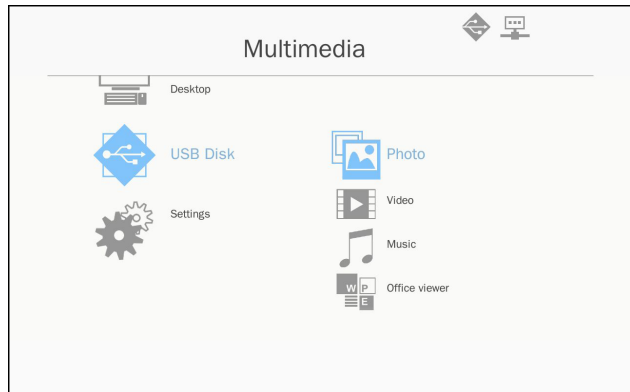 Multimedia
Desktop
USB Disk
Photo
Video
Settings
Music
W P
Office viewer
E